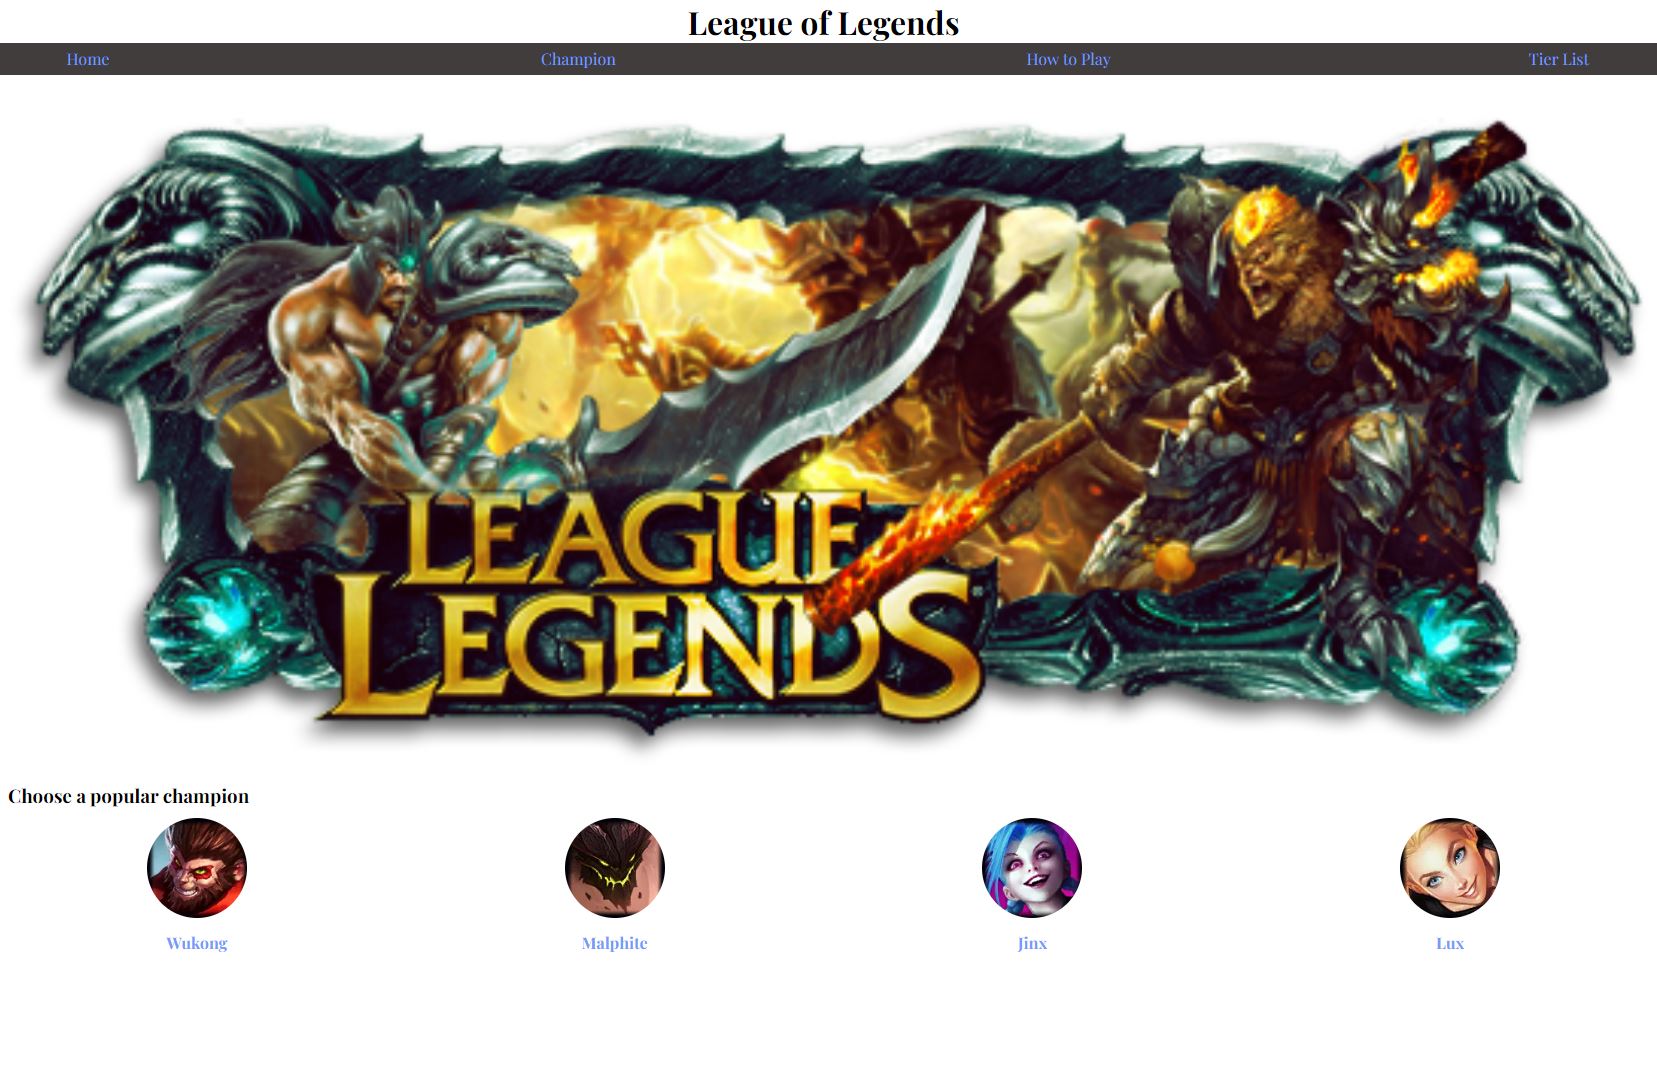 League of Legends
Home Champion How to Play Tier List
LEAGUE
LEGENDS
Choose a popular champion
Wukong Malphite Jinx Lux